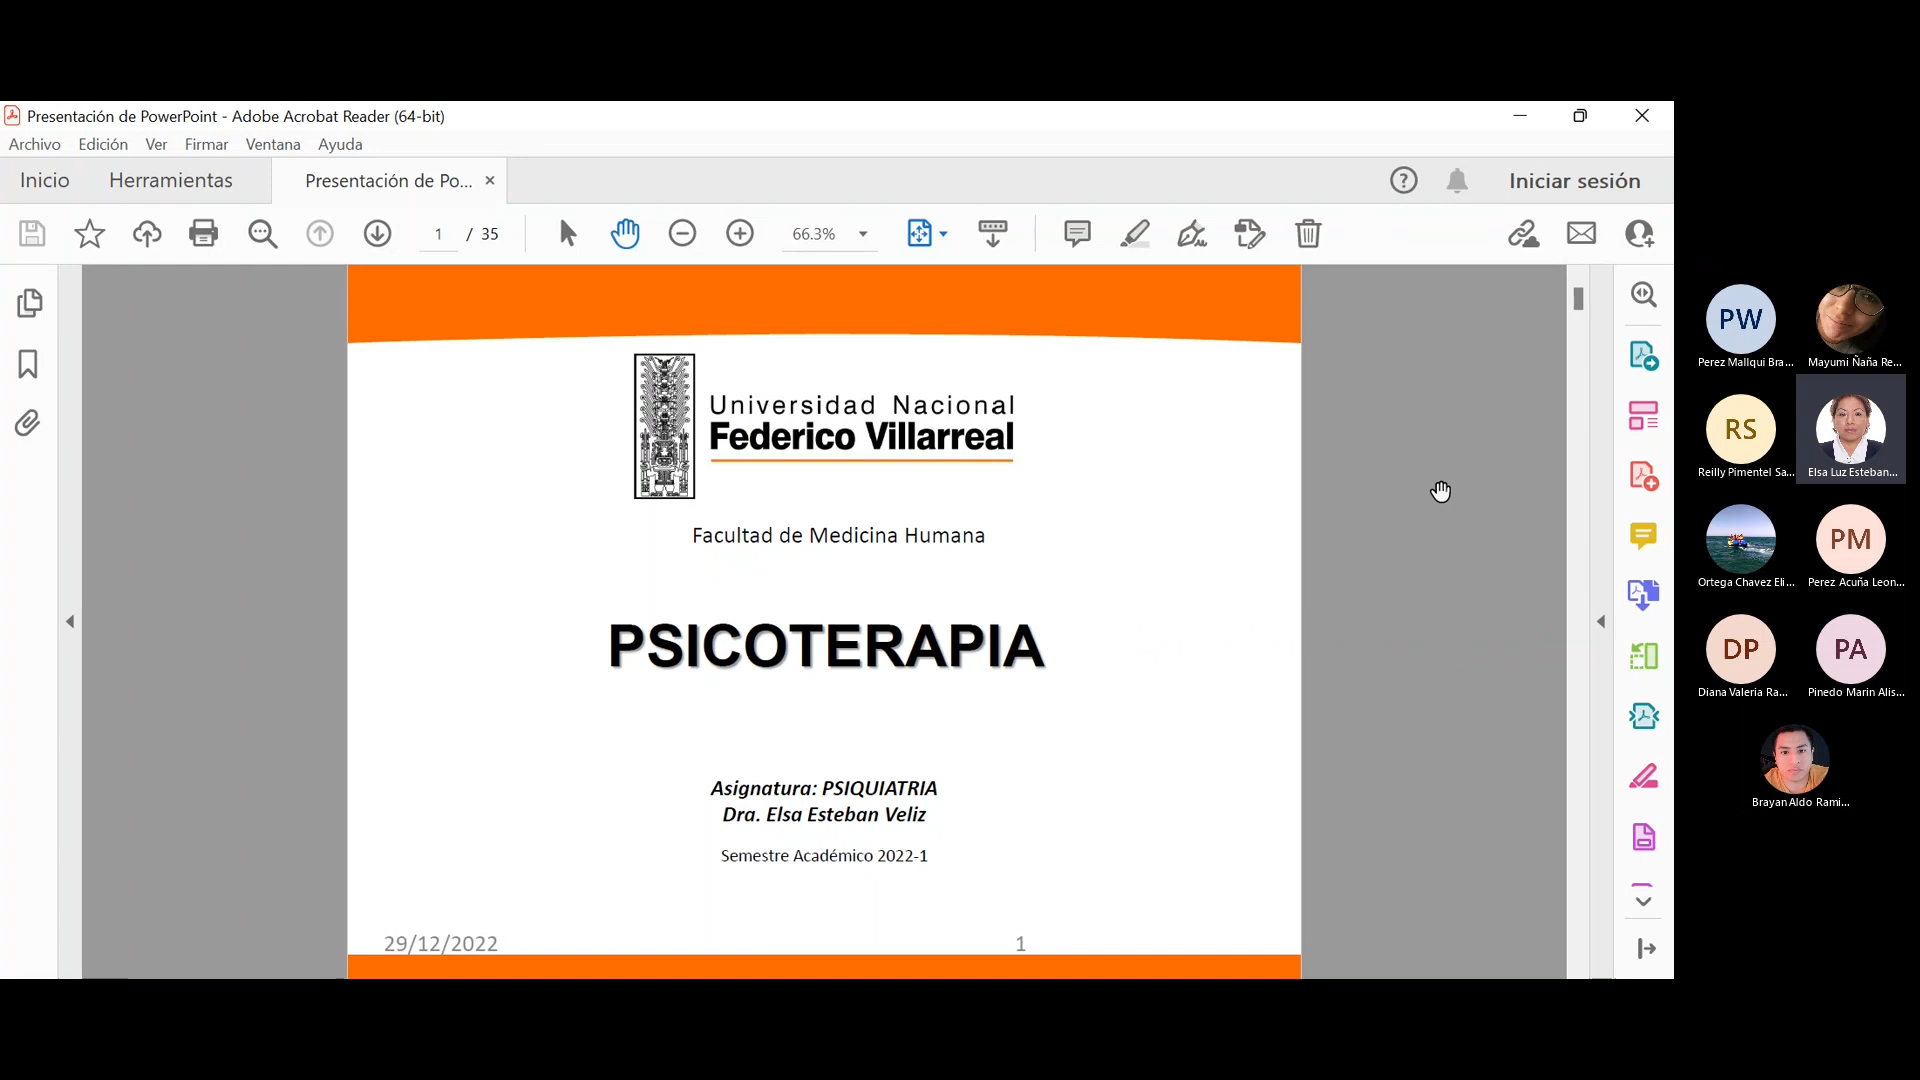 Presentación de PowerPoint - Adobe Acrobat Reader (64-bit)
Archivo Edición Ver Firmar Ventana Ayuda
Inicio Herramientas Presentación de Po... × Iniciar sesión
1 / 35 66.3%
Universidad Nacional
Federico Villarreal
Facultad de Medicina Humana
PSICOTERAPIA
Asignatura: PSIQUIATRIA
Dra. Elsa Esteban Veliz
Semestre Académico 2022-1
29/12/2022 1
PW
Perez Mallqui Bra... Mayumi Ñaña Re...
RS
Reilly Pimentel Sa... Elsa Luz Esteban...
PM
Ortega Chavez Eli... Perez Acuña Leon...
DP PA
Diana Valeria Ra... Pinedo Marin Alis...
Brayan Aldo Rami...